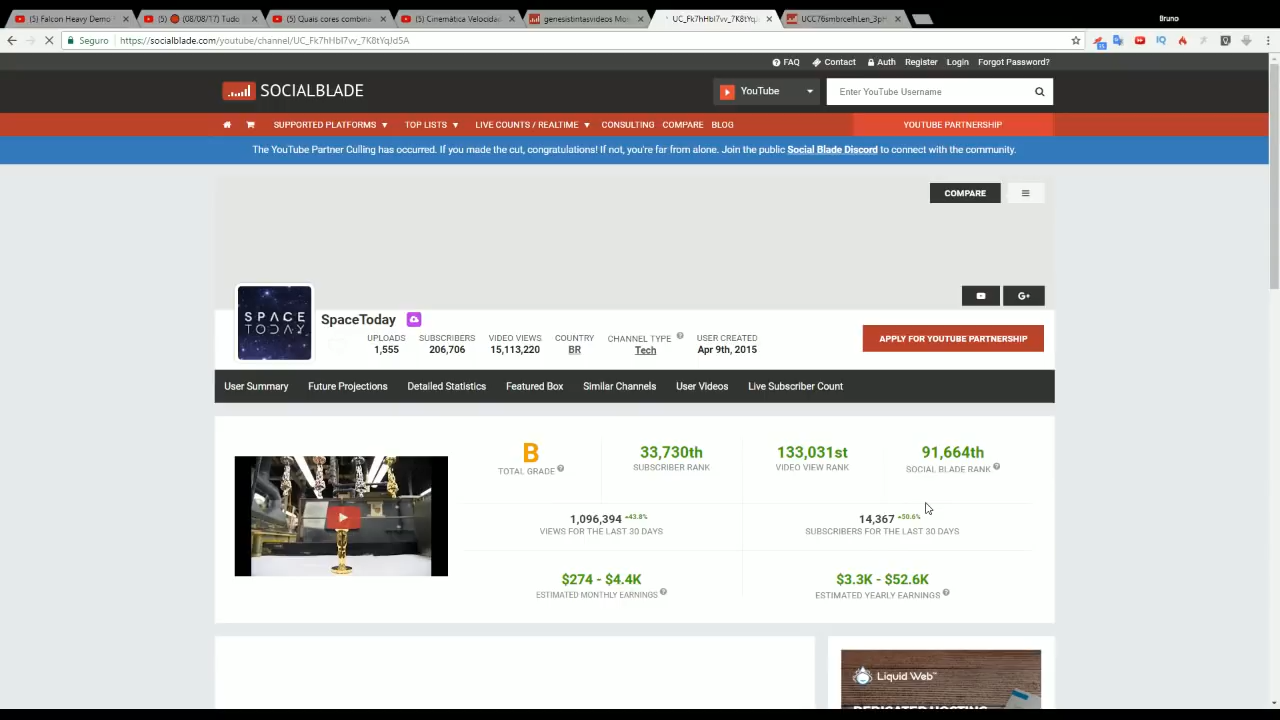 (5) Falcon Heavy Demo
(5) (08/08/17) Tudo
(5) Quais cores combina
(5) Cinemática Velocidad
genesistintasvideos Mon
UC_Fk7hHbl7vv_7K8tYqJ
UCC76smbrcelhLen_3pH
Bruno
Seguro https://socialblade.com/youtube/channel/UC_Fk7hHbl7vv_7K8tYqJd5A
FAQ Contact Auth Register Login Forgot Password?
SOCIALBLADE YouTube Enter YouTube Username
SUPPORTED PLATFORMS TOP LISTS LIVE COUNTS / REALTIME CONSULTING COMPARE BLOG YOUTUBE PARTNERSHIP
The YouTube Partner Culling has occurred. If you made the cut, congratulations! If not, you're far from alone. Join the public Social Blade Discord to connect with the community.
COMPARE
G+
SPACE
TODAY
SpaceToday
UPLOADS SUBSCRIBERS VIDEO VIEWS COUNTRY CHANNEL TYPE USER CREATED
1,555 206,706 15,113,220 BR Tech Apr 9th, 2015
APPLY FOR YOUTUBE PARTNERSHIP
User Summary Future Projections Detailed Statistics Featured Box Similar Channels User Videos Live Subscriber Count
B 33,730th 133,031st 91,664th
TOTAL GRADE SUBSCRIBER RANK VIDEO VIEW RANK SOCIAL BLADE RANK
1,096,394 +43.8% 14,367 +50.6%
VIEWS FOR THE LAST 30 DAYS SUBSCRIBERS FOR THE LAST 30 DAYS
$274 - $4.4K $3.3K - $52.6K
ESTIMATED MONTHLY EARNINGS ESTIMATED YEARLY EARNINGS
Liquid Web
DEDICATED HOSTING